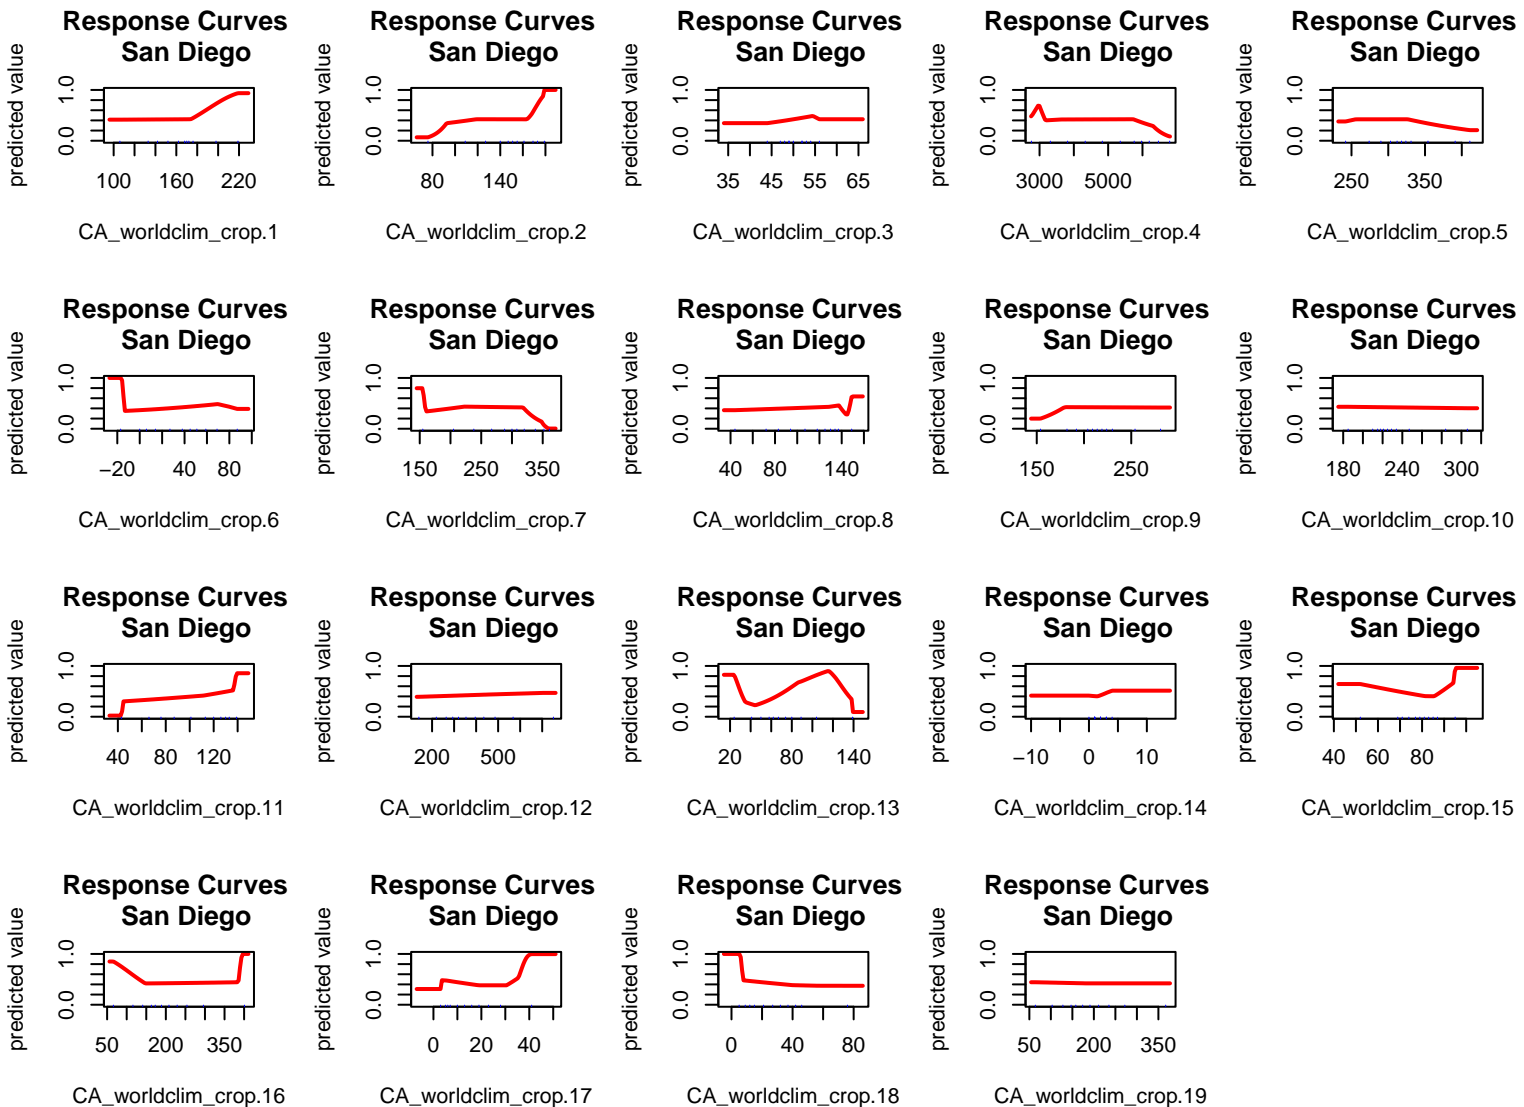 Response Curves
San Diego
predicted value
0.0 1.0
100 160 220
CA_worldclim_crop.1
Response Curves
San Diego
predicted value
0.0 1.0
80 140
CA_worldclim_crop.2
Response Curves
San Diego
predicted value
0.0 1.0
35 45 55 65
CA_worldclim_crop.3
Response Curves
San Diego
predicted value
0.0 1.0
3000 5000
CA_worldclim_crop.4
Response Curves
San Diego
predicted value
0.0 1.0
250 350
CA_worldclim_crop.5
Response Curves
San Diego
predicted value
0.0 1.0
−20 40 80
CA_worldclim_crop.6
Response Curves
San Diego
predicted value
0.0 1.0
150 250 350
CA_worldclim_crop.7
Response Curves
San Diego
predicted value
0.0 1.0
40 80 140
CA_worldclim_crop.8
Response Curves
San Diego
predicted value
0.0 1.0
150 250
CA_worldclim_crop.9
Response Curves
San Diego
predicted value
0.0 1.0
180 240 300
CA_worldclim_crop.10
Response Curves
San Diego
predicted value
0.0 1.0
40 80 120
CA_worldclim_crop.11
Response Curves
San Diego
predicted value
0.0 1.0
200 500
CA_worldclim_crop.12
Response Curves
San Diego
predicted value
0.0 1.0
20 80 140
CA_worldclim_crop.13
Response Curves
San Diego
predicted value
0.0 1.0
−10 0 10
CA_worldclim_crop.14
Response Curves
San Diego
predicted value
0.0 1.0
40 60 80
CA_worldclim_crop.15
Response Curves
San Diego
predicted value
0.0 1.0
50 200 350
CA_worldclim_crop.16
Response Curves
San Diego
predicted value
0.0 1.0
0 20 40
CA_worldclim_crop.17
Response Curves
San Diego
predicted value
0.0 1.0
0 40 80
CA_worldclim_crop.18
Response Curves
San Diego
predicted value
0.0 1.0
50 200 350
CA_worldclim_crop.19